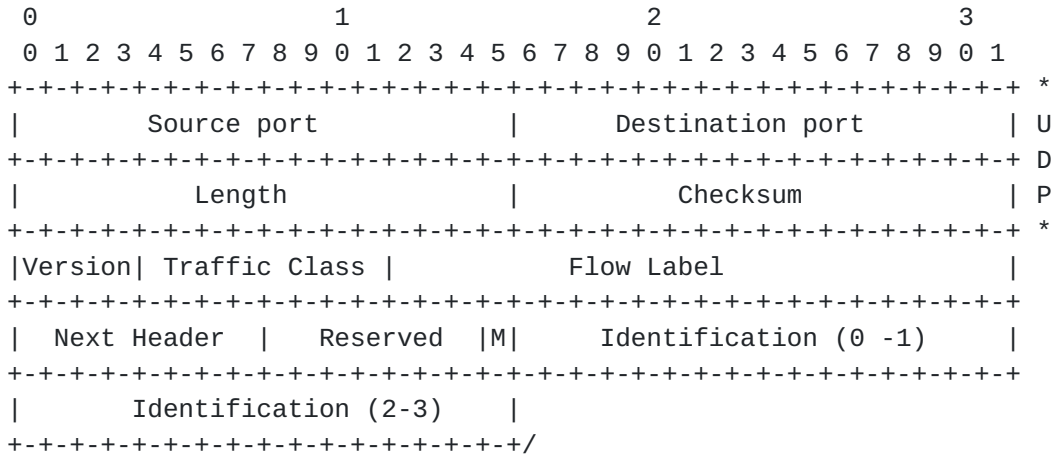 0                   1                   2                   3
 0 1 2 3 4 5 6 7 8 9 0 1 2 3 4 5 6 7 8 9 0 1 2 3 4 5 6 7 8 9 0 1
+-+-+-+-+-+-+-+-+-+-+-+-+-+-+-+-+-+-+-+-+-+-+-+-+-+-+-+-+-+-+-+-+ *
|        Source port            |      Destination port         | U
+-+-+-+-+-+-+-+-+-+-+-+-+-+-+-+-+-+-+-+-+-+-+-+-+-+-+-+-+-+-+-+-+ D
|           Length              |          Checksum             | P
+-+-+-+-+-+-+-+-+-+-+-+-+-+-+-+-+-+-+-+-+-+-+-+-+-+-+-+-+-+-+-+-+ *
|Version| Traffic Class |           Flow Label                  |
+-+-+-+-+-+-+-+-+-+-+-+-+-+-+-+-+-+-+-+-+-+-+-+-+-+-+-+-+-+-+-+-+
|  Next Header  |   Reserved  |M|     Identification (0 -1)     |
+-+-+-+-+-+-+-+-+-+-+-+-+-+-+-+-+-+-+-+-+-+-+-+-+-+-+-+-+-+-+-+-+
|       Identification (2-3)    |
+-+-+-+-+-+-+-+-+-+-+-+-+-+-+-+-+/